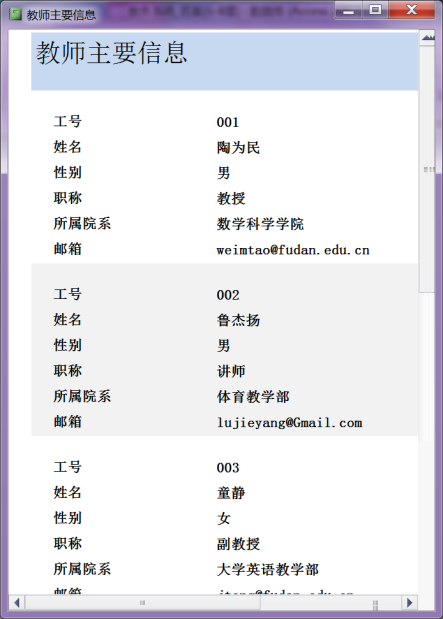 教师主要信息
教师主要信息
工号 001
姓名 陶为民
性别 男
职称 教授
所属院系 数学科学学院
邮箱 weimtao@fudan.edu.cn
工号 002
姓名 鲁杰扬
性别 男
职称 讲师
所属院系 体育教学部
邮箱 lujieyang@Gmail.com
工号 003
姓名 童静
性别 女
职称 副教授
所属院系 大学英语教学部
邮箱